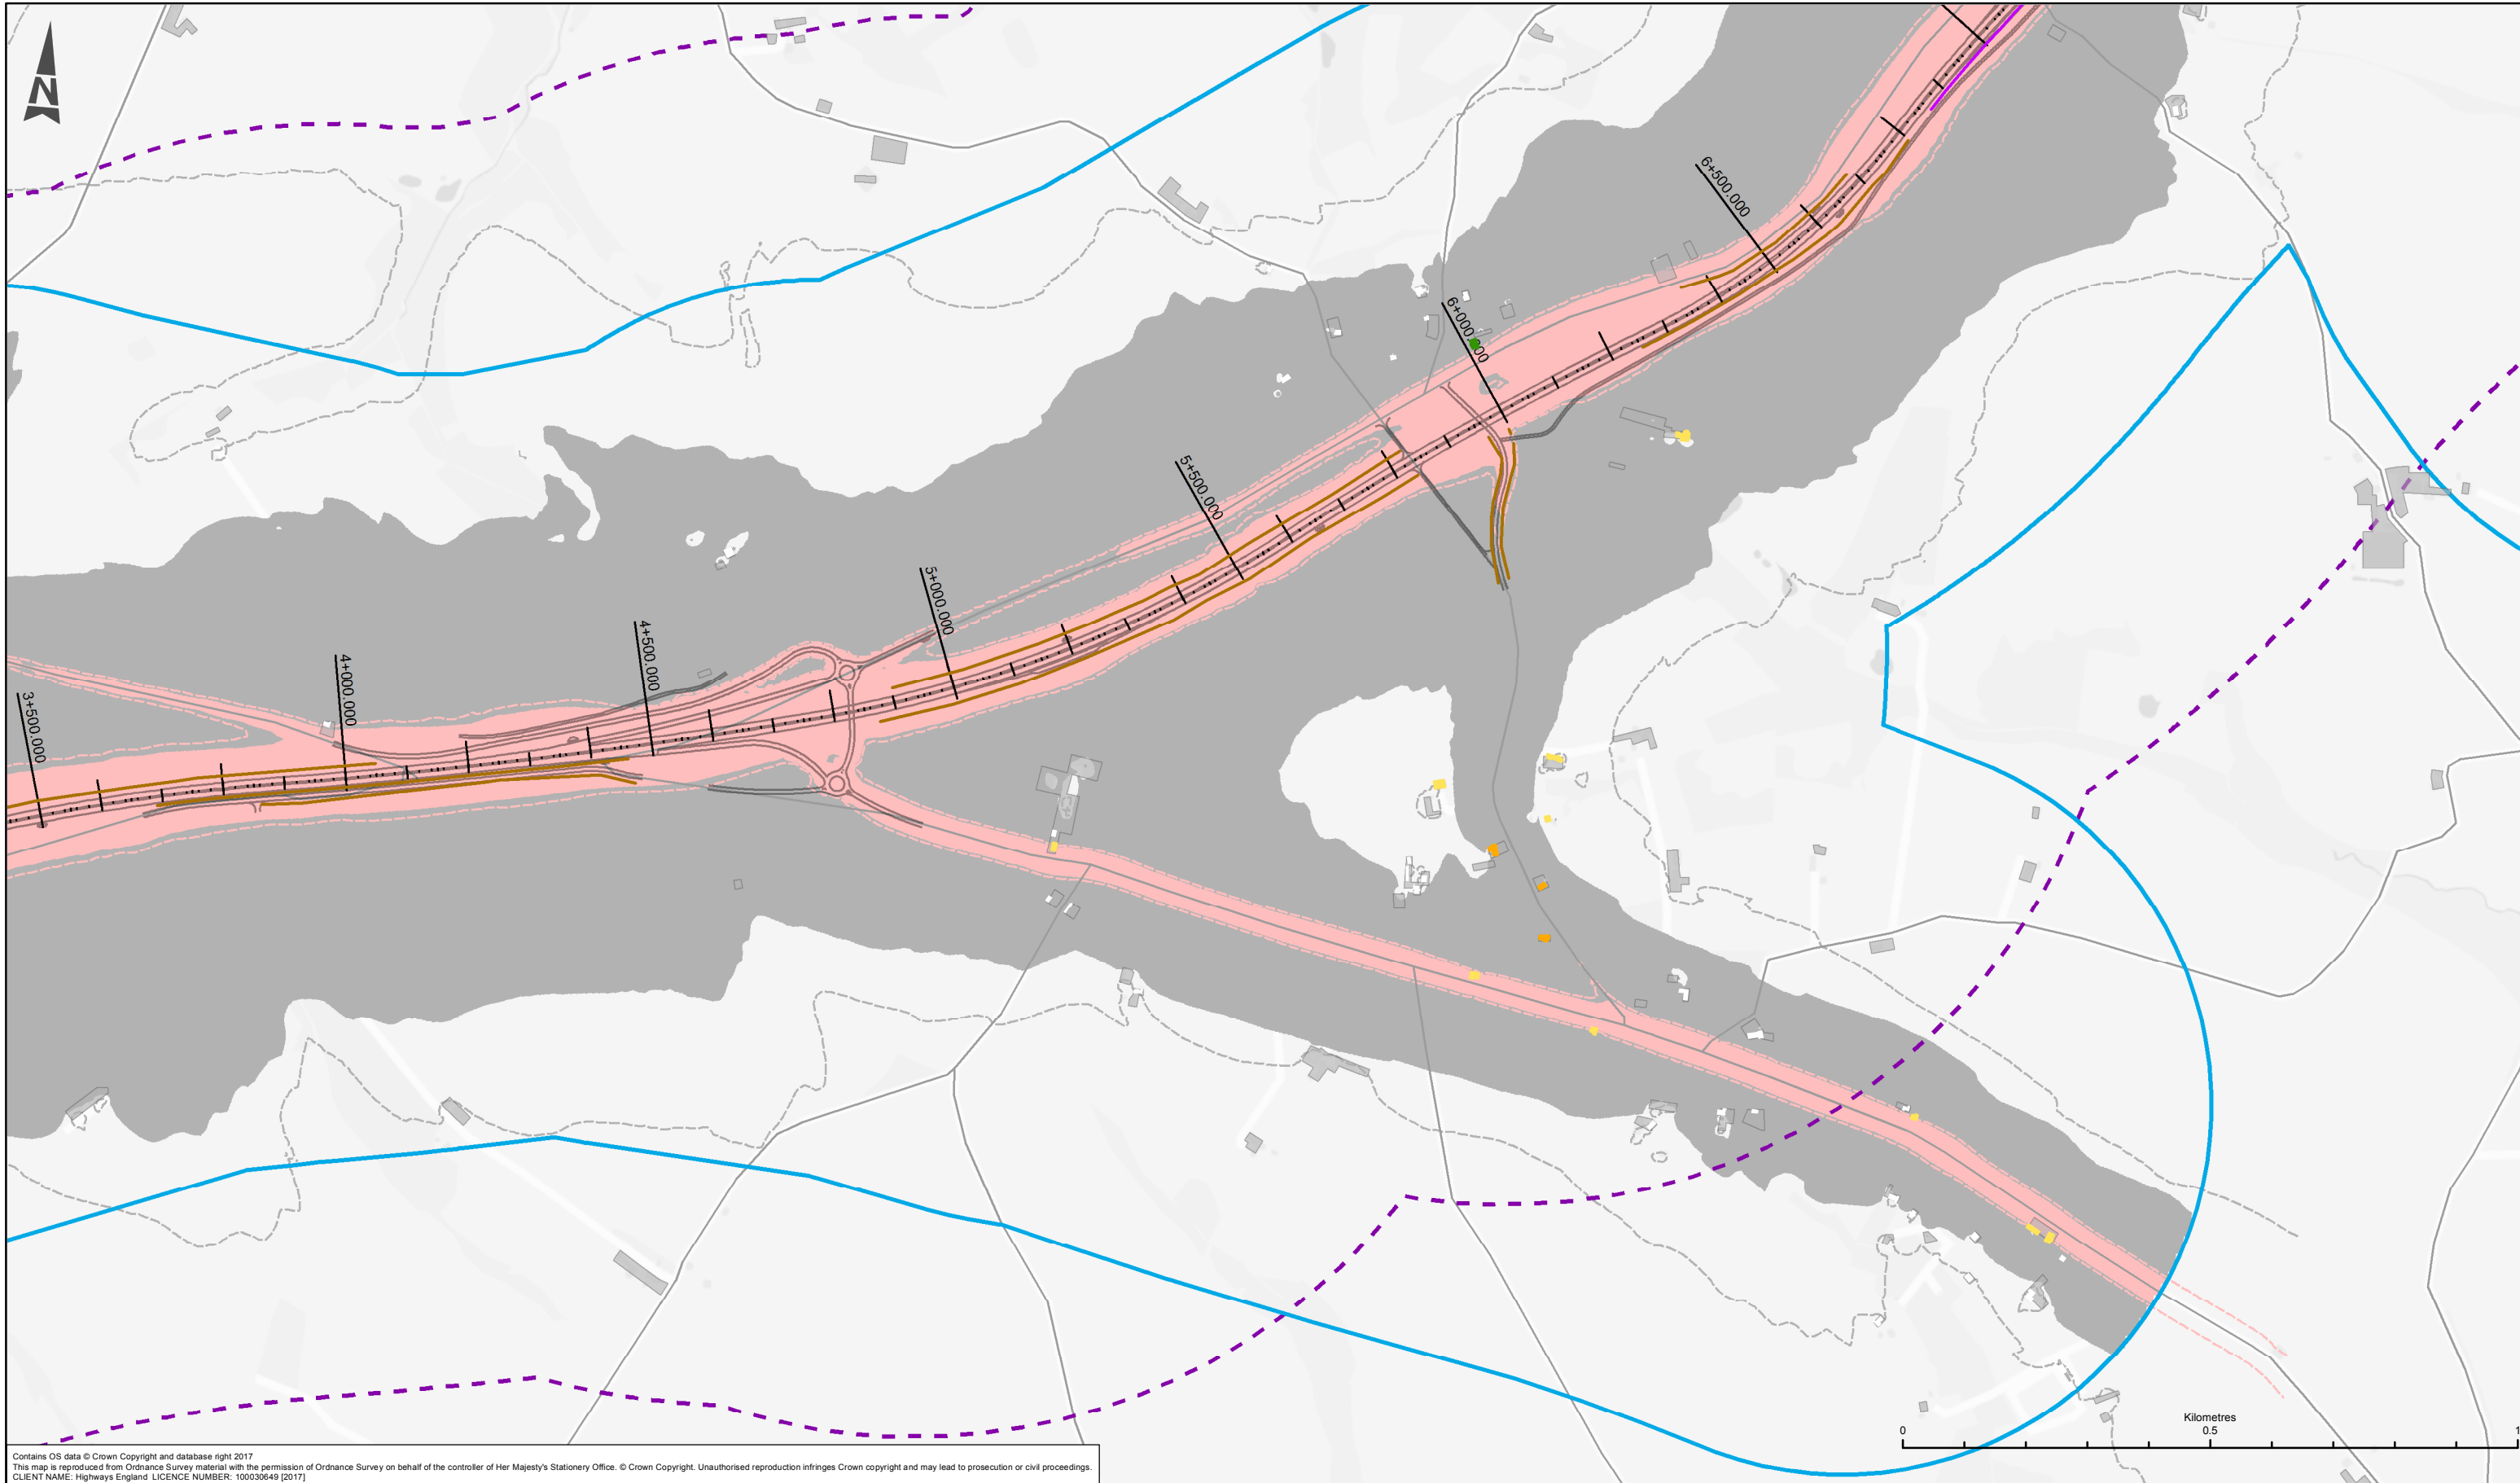 N
6+500.000
6+000.000
5+500.000
5+000.000
4+500.000
4+000.000
3+500.000
Kilometres
0 0.5 1
Contains OS data © Crown Copyright and database right 2017
This map is reproduced from Ordnance Survey material with the permission of Ordnance Survey on behalf of the controller of Her Majesty's Stationery Office. © Crown Copyright. Unauthorised reproduction infringes Crown copyright and may lead to prosecution or civil proceedings.
CLIENT NAME: Highways England LICENCE NUMBER: 100030649 [2017]